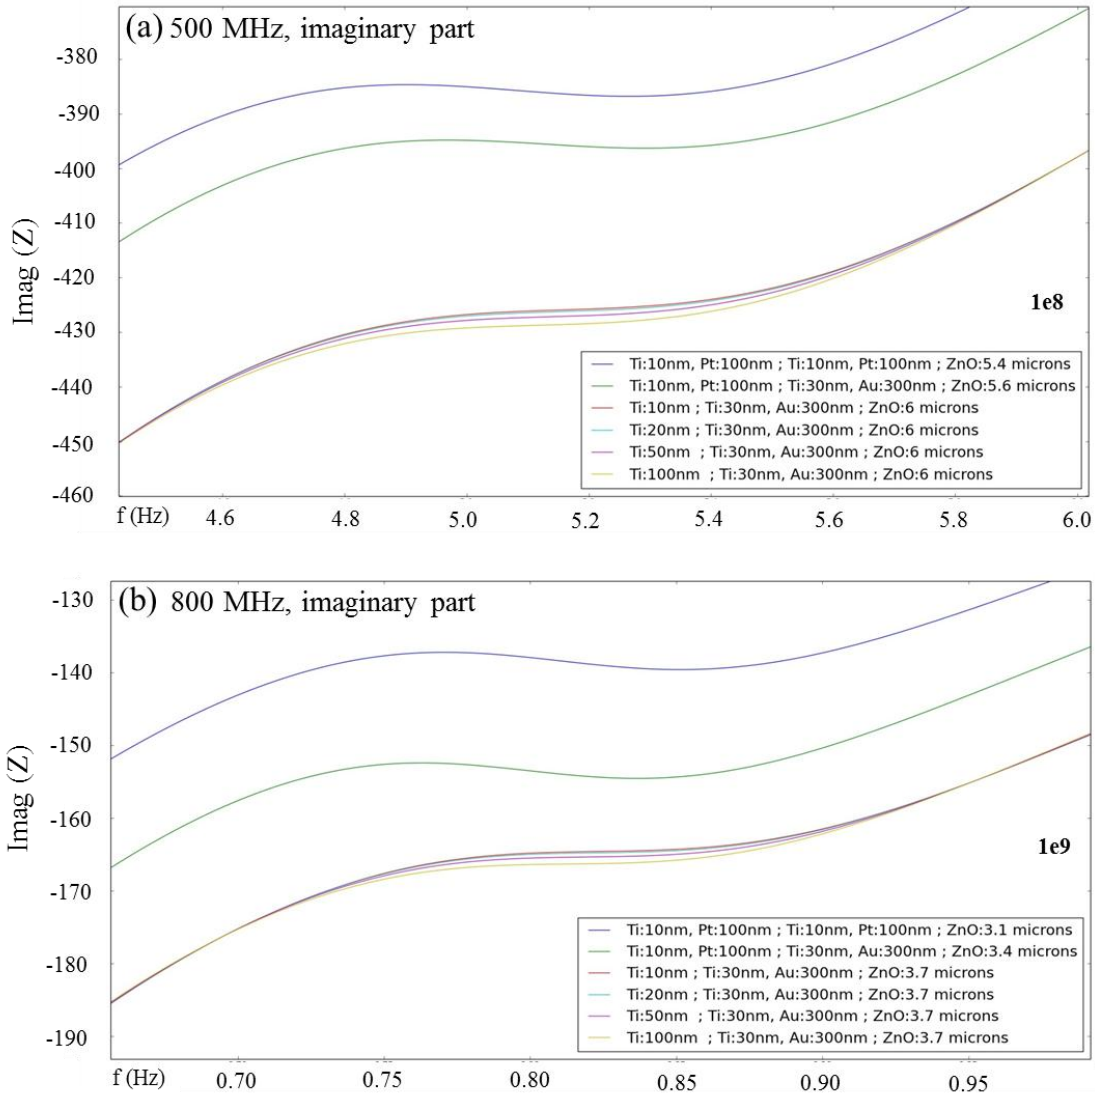 (a) 500 MHz, imaginary part
-380
-390
-400
-410
-420
-430
-440
-450
-460
Imag (Z)
1e8
Ti:10nm, Pt:100nm ; Ti:10nm, Pt:100nm ; ZnO:5.4 microns
Ti:10nm, Pt:100nm ; Ti:30nm, Au:300nm ; ZnO:5.6 microns
Ti:10nm ; Ti:30nm, Au:300nm ; ZnO:6 microns
Ti:20nm ; Ti:30nm, Au:300nm ; ZnO:6 microns
Ti:50nm ; Ti:30nm, Au:300nm ; ZnO:6 microns
Ti:100nm ; Ti:30nm, Au:300nm ; ZnO:6 microns
f (Hz) 4.6 4.8 5.0 5.2 5.4 5.6 5.8 6.0
(b) 800 MHz, imaginary part
-130
-140
-150
-160
-170
-180
-190
Imag (Z)
1e9
Ti:10nm, Pt:100nm ; Ti:10nm, Pt:100nm ; ZnO:3.1 microns
Ti:10nm, Pt:100nm ; Ti:30nm, Au:300nm ; ZnO:3.4 microns
Ti:10nm ; Ti:30nm, Au:300nm ; ZnO:3.7 microns
Ti:20nm ; Ti:30nm, Au:300nm ; ZnO:3.7 microns
Ti:50nm ; Ti:30nm, Au:300nm ; ZnO:3.7 microns
Ti:100nm ; Ti:30nm, Au:300nm ; ZnO:3.7 microns
f (Hz) 0.70 0.75 0.80 0.85 0.90 0.95